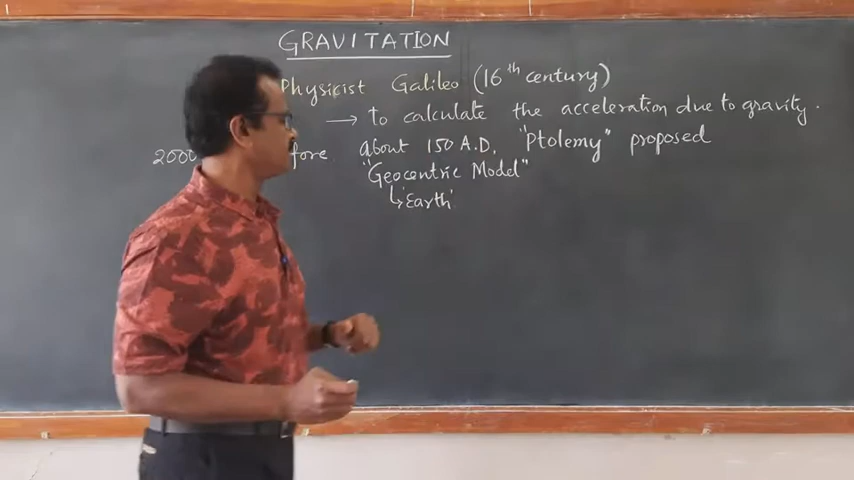 GRAVITATION
Physicist Galileo (16th century)
→ to calculate the acceleration due to gravity.
2000 fore about 150 A.D, "Ptolemy" proposed
"Geocentric Model"
↳ 'Earth'